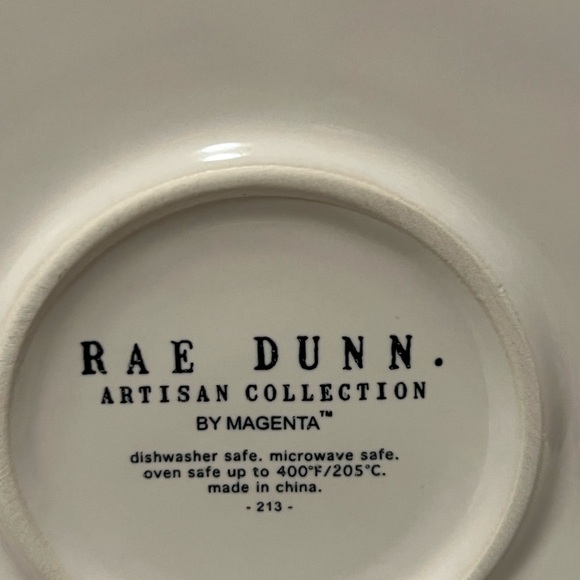 RAE DUNN.
ARTISAN COLLECTION
BY MAGENTA™
dishwasher safe. microwave safe.
oven safe up to 400°F/205°C.
made in china.
- 213 -